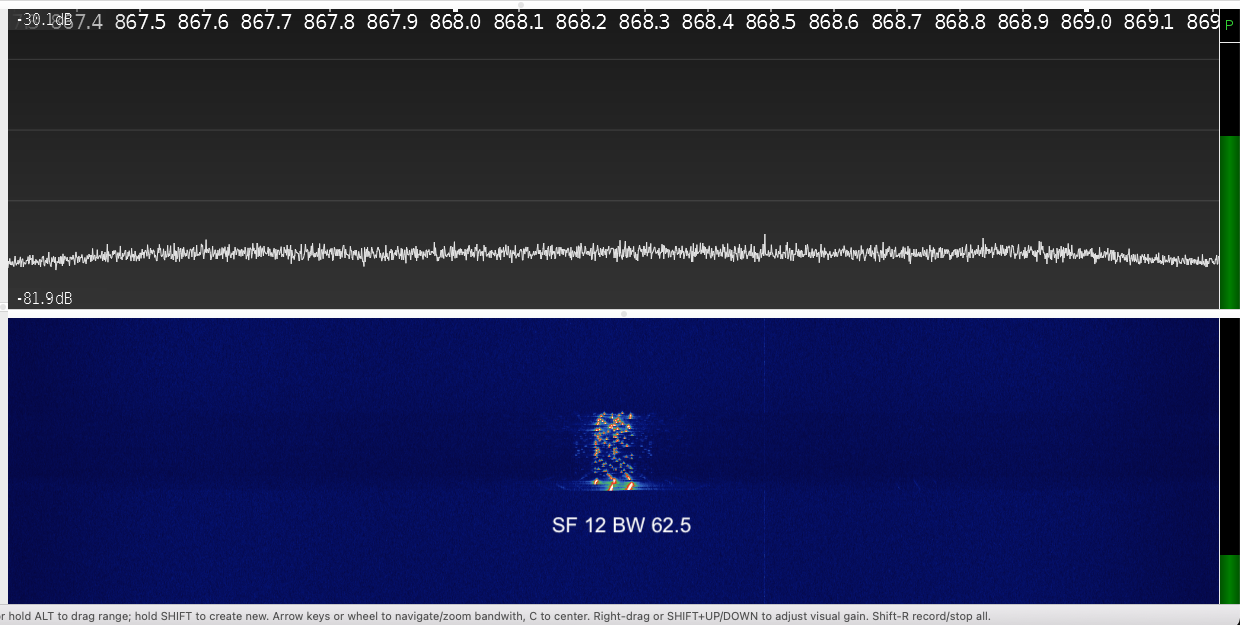 -30.1dB 867.4 867.5 867.6 867.7 867.8 867.9 868.0 868.1 868.2 868.3 868.4 868.5 868.6 868.7 868.8 868.9 869.0 869.1 869
P
-81.9dB
SF 12 BW 62.5
r hold ALT to drag range; hold SHIFT to create new. Arrow keys or wheel to navigate/zoom bandwith, C to center. Right-drag or SHIFT+UP/DOWN to adjust visual gain. Shift-R record/stop all.